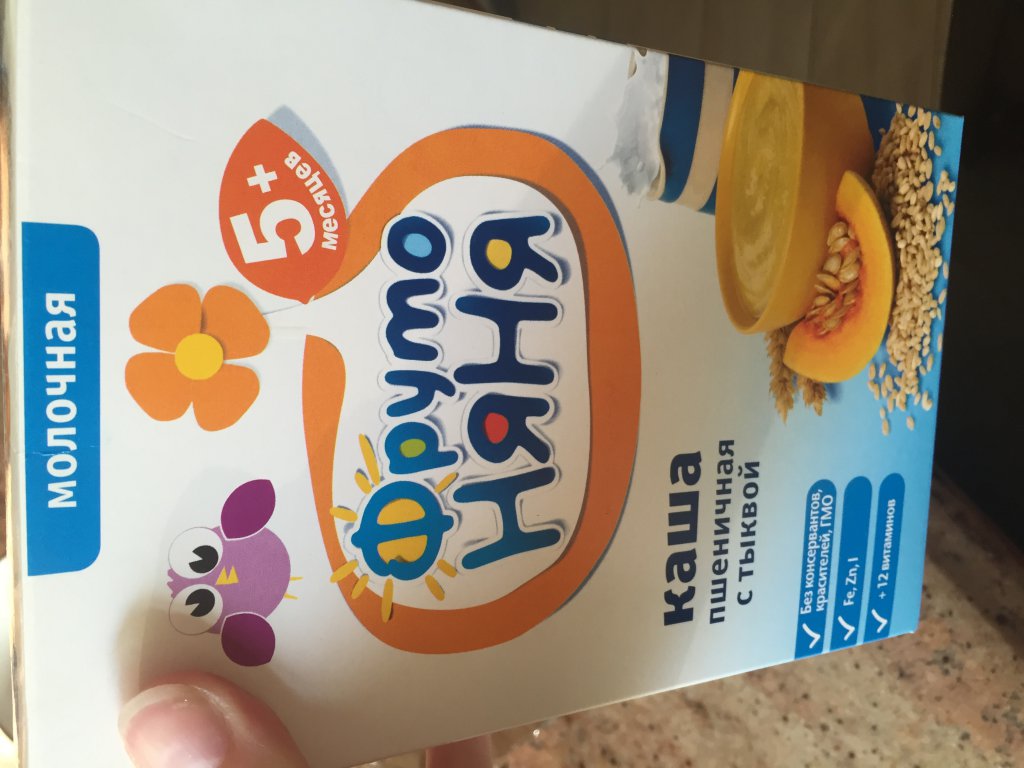 молочная
5+
месяцев
Фруто
Няня
каша
пшеничная
с тыквой
Без консервантов,
красителей, ГМО
Fe, Zn, I
+12 витаминов